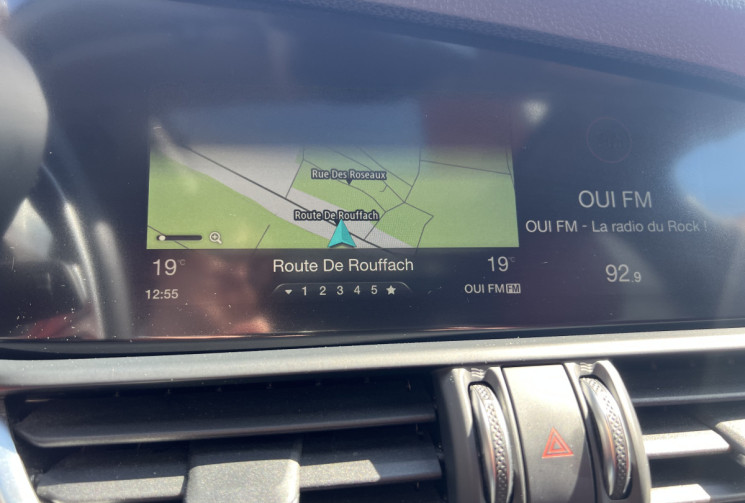 Rue Des Roseaux
Route De Rouffach
19°C Route De Rouffach 19°C
12:55 1 2 3 4 5 OUI FM FM
OUI FM
OUI FM - La radio du Rock !
92.9